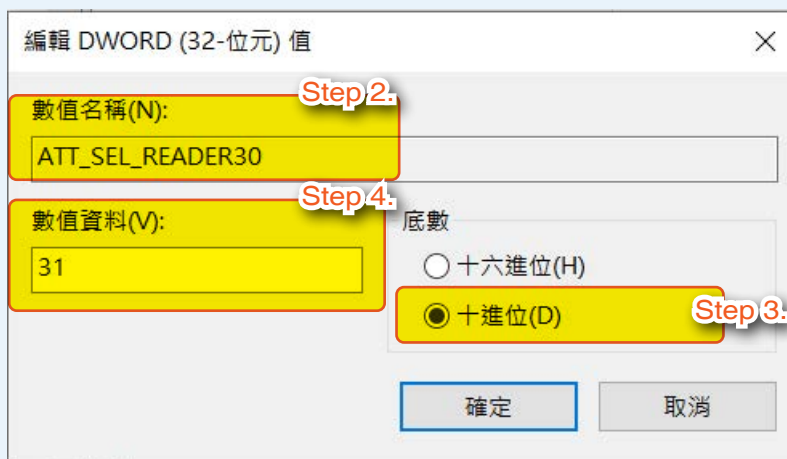 編輯 DWORD (32-位元) 值
Step 2.
數值名稱(N):
ATT_SEL_READER30
Step 4.
數值資料(V):
31
底數
十六進位(H)
十進位(D)
Step 3.
確定
取消